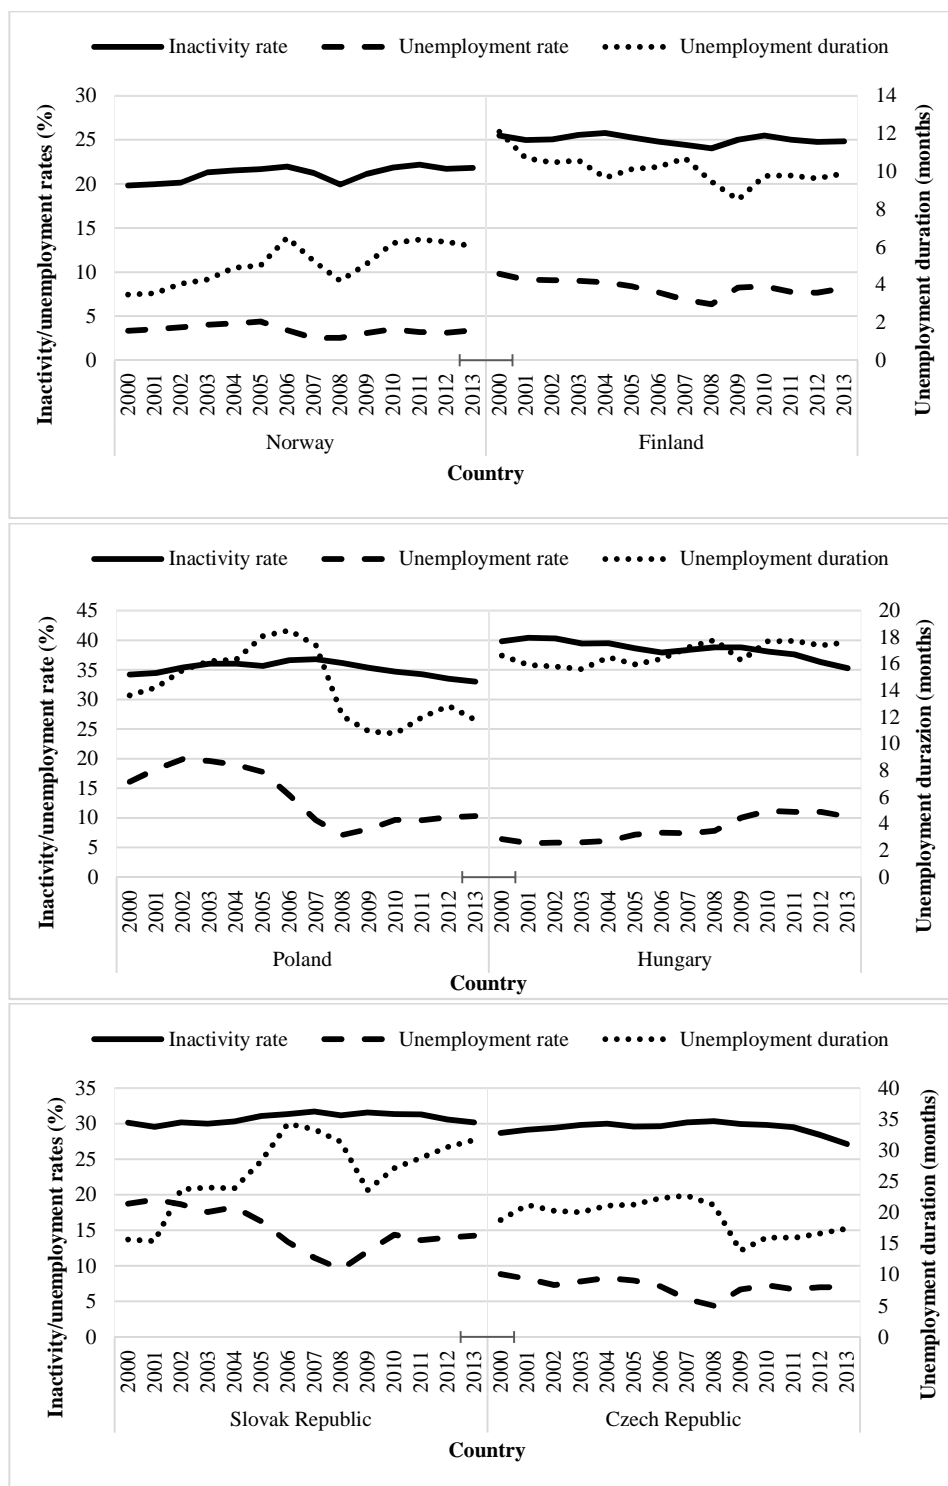 Inactivity rate Unemployment rate Unemployment duration
Inactivity/unemployment rates (%)
30 14
25 12
20 10
15 8
10 6
5 4
0 2
0
Unemployment duration (months)
2000 2001 2002 2003 2004 2005 2006 2007 2008 2009 2010 2011 2012 2013 2000 2001 2002 2003 2004 2005 2006 2007 2008 2009 2010 2011 2012 2013
Norway Finland
Country
Inactivity rate Unemployment rate Unemployment duration
Inactivity/unemployment rate (%)
45 20
40 18
35 16
30 14
25 12
20 10
15 8
10 6
5 4
0 2
0
Unemployment durazion (months)
2000 2001 2002 2003 2004 2005 2006 2007 2008 2009 2010 2011 2012 2013 2000 2001 2002 2003 2004 2005 2006 2007 2008 2009 2010 2011 2012 2013
Poland Hungary
Country
Inactivity rate Unemployment rate Unemployment duration
Inactivity/unemployment rates (%)
35 40
30 35
25 30
20 25
15 20
10 15
5 10
0 5
0
Unemployment duration (months)
2000 2001 2002 2003 2004 2005 2006 2007 2008 2009 2010 2011 2012 2013 2000 2001 2002 2003 2004 2005 2006 2007 2008 2009 2010 2011 2012 2013
Slovak Republic Czech Republic
Country